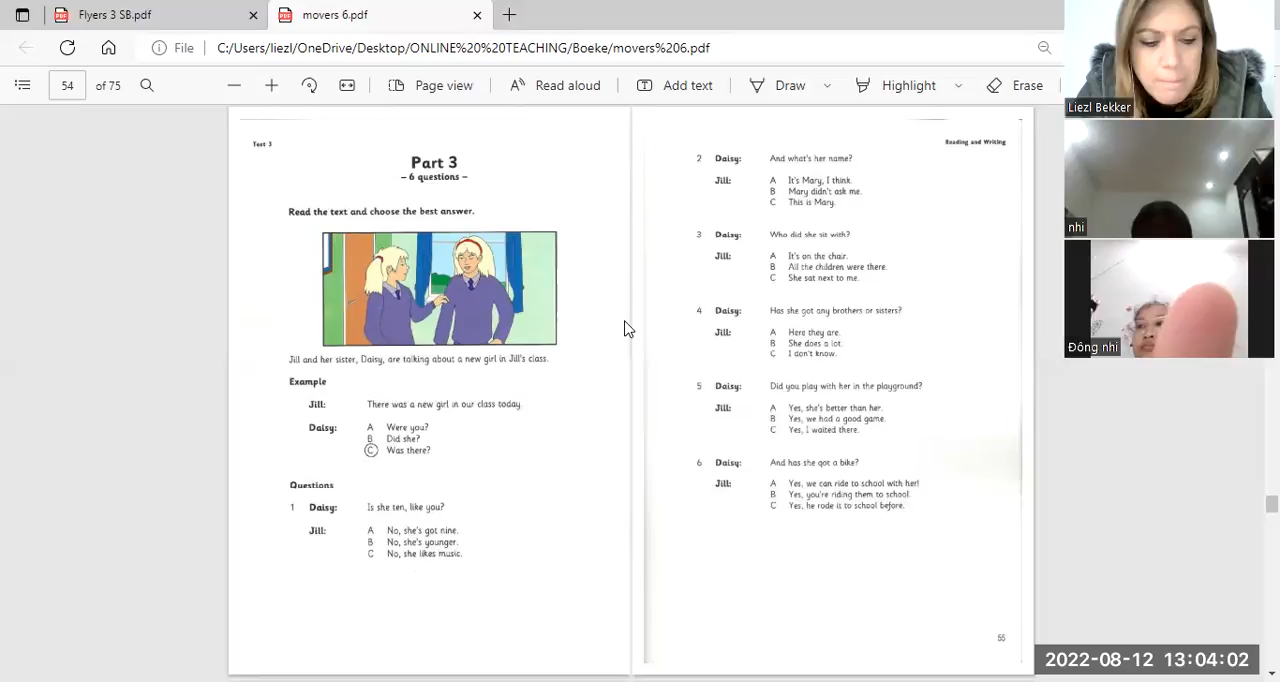 Flyers 3 SB.pdf
movers 6.pdf
File
C:/Users/liezl/OneDrive/Desktop/ONLINE%20%20TEACHING/Boeke/movers%206.pdf
54 of 75
Page view
Read aloud
Add text
Draw
Highlight
Erase
Test 3
Part 3
– 6 questions –
Read the text and choose the best answer.
Jill and her sister, Daisy, are talking about a new girl in Jill's class.
Example
Jill: There was a new girl in our class today.
Daisy: A Were you?
B Did she?
C Was there?
Questions
1 Daisy: Is she ten, like you?
Jill: A No, she's got nine.
B No, she's younger.
C No, she likes music.
Reading and Writing
2 Daisy: And what's her name?
Jill: A It's Mary, I think.
B Mary didn't ask me.
C This is Mary.
3 Daisy: Who did she sit with?
Jill: A It's on the chair.
B All the children were there.
C She sat next to me.
4 Daisy: Has she got any brothers or sisters?
Jill: A Here they are.
B She does a lot.
C I don't know.
5 Daisy: Did you play with her in the playground?
Jill: A Yes, she's better than her.
B Yes, we had a good game.
C Yes, I waited there.
6 Daisy: And has she got a bike?
Jill: A Yes, we can ride to school with her!
B Yes, you're riding them to school.
C Yes, he rode it to school before.
55
Liezl Bekker
nhi
Đông nhi
2022-08-12 13:04:02